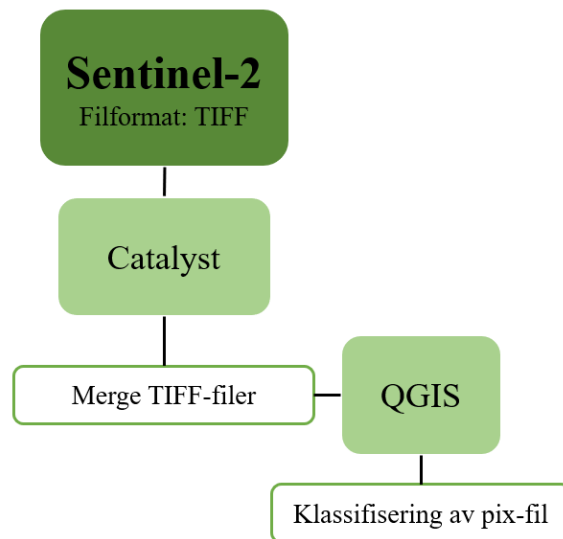 Sentinel-2
Filformat: TIFF
Catalyst
Merge TIFF-filer
QGIS
Klassifisering av pix-fil